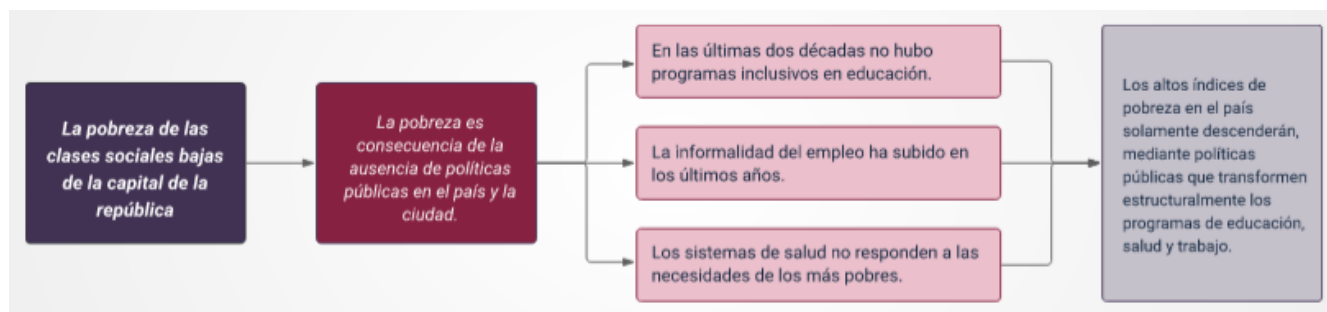 La pobreza de las
clases sociales bajas
de la capital de la
república
La pobreza es
consecuencia de la
ausencia de políticas
públicas en el país y la
ciudad.
En las últimas dos décadas no hubo
programas inclusivos en educación.
La informalidad del empleo ha subido en
los últimos años.
Los sistemas de salud no responden a las
necesidades de los más pobres.
Los altos índices de
pobreza en el país
solamente descenderán,
mediante políticas
públicas que transformen
estructuralmente los
programas de educación,
salud y trabajo.